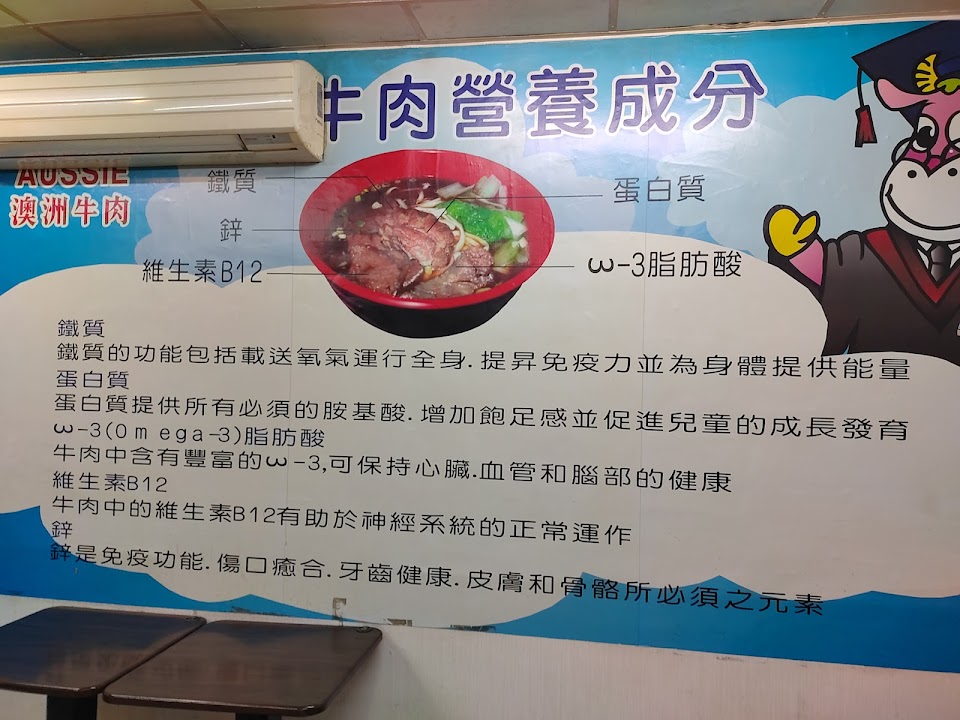 牛肉營養成分
AUSSIE
澳洲牛肉
鐵質
鋅
維生素B12
蛋白質
ω-3脂肪酸
鐵質
鐵質的功能包括載送氧氣運行全身.提昇免疫力並為身體提供能量
蛋白質
蛋白質提供所有必須的胺基酸.增加飽足感並促進兒童的成長發育
ω-3(Omega-3)脂肪酸
牛肉中含有豐富的ω-3,可保持心臟.血管和腦部的健康
維生素B12
牛肉中的維生素B12有助於神經系統的正常運作
鋅
鋅是免疫功能.傷口癒合.牙齒健康.皮膚和骨骼所必須之元素